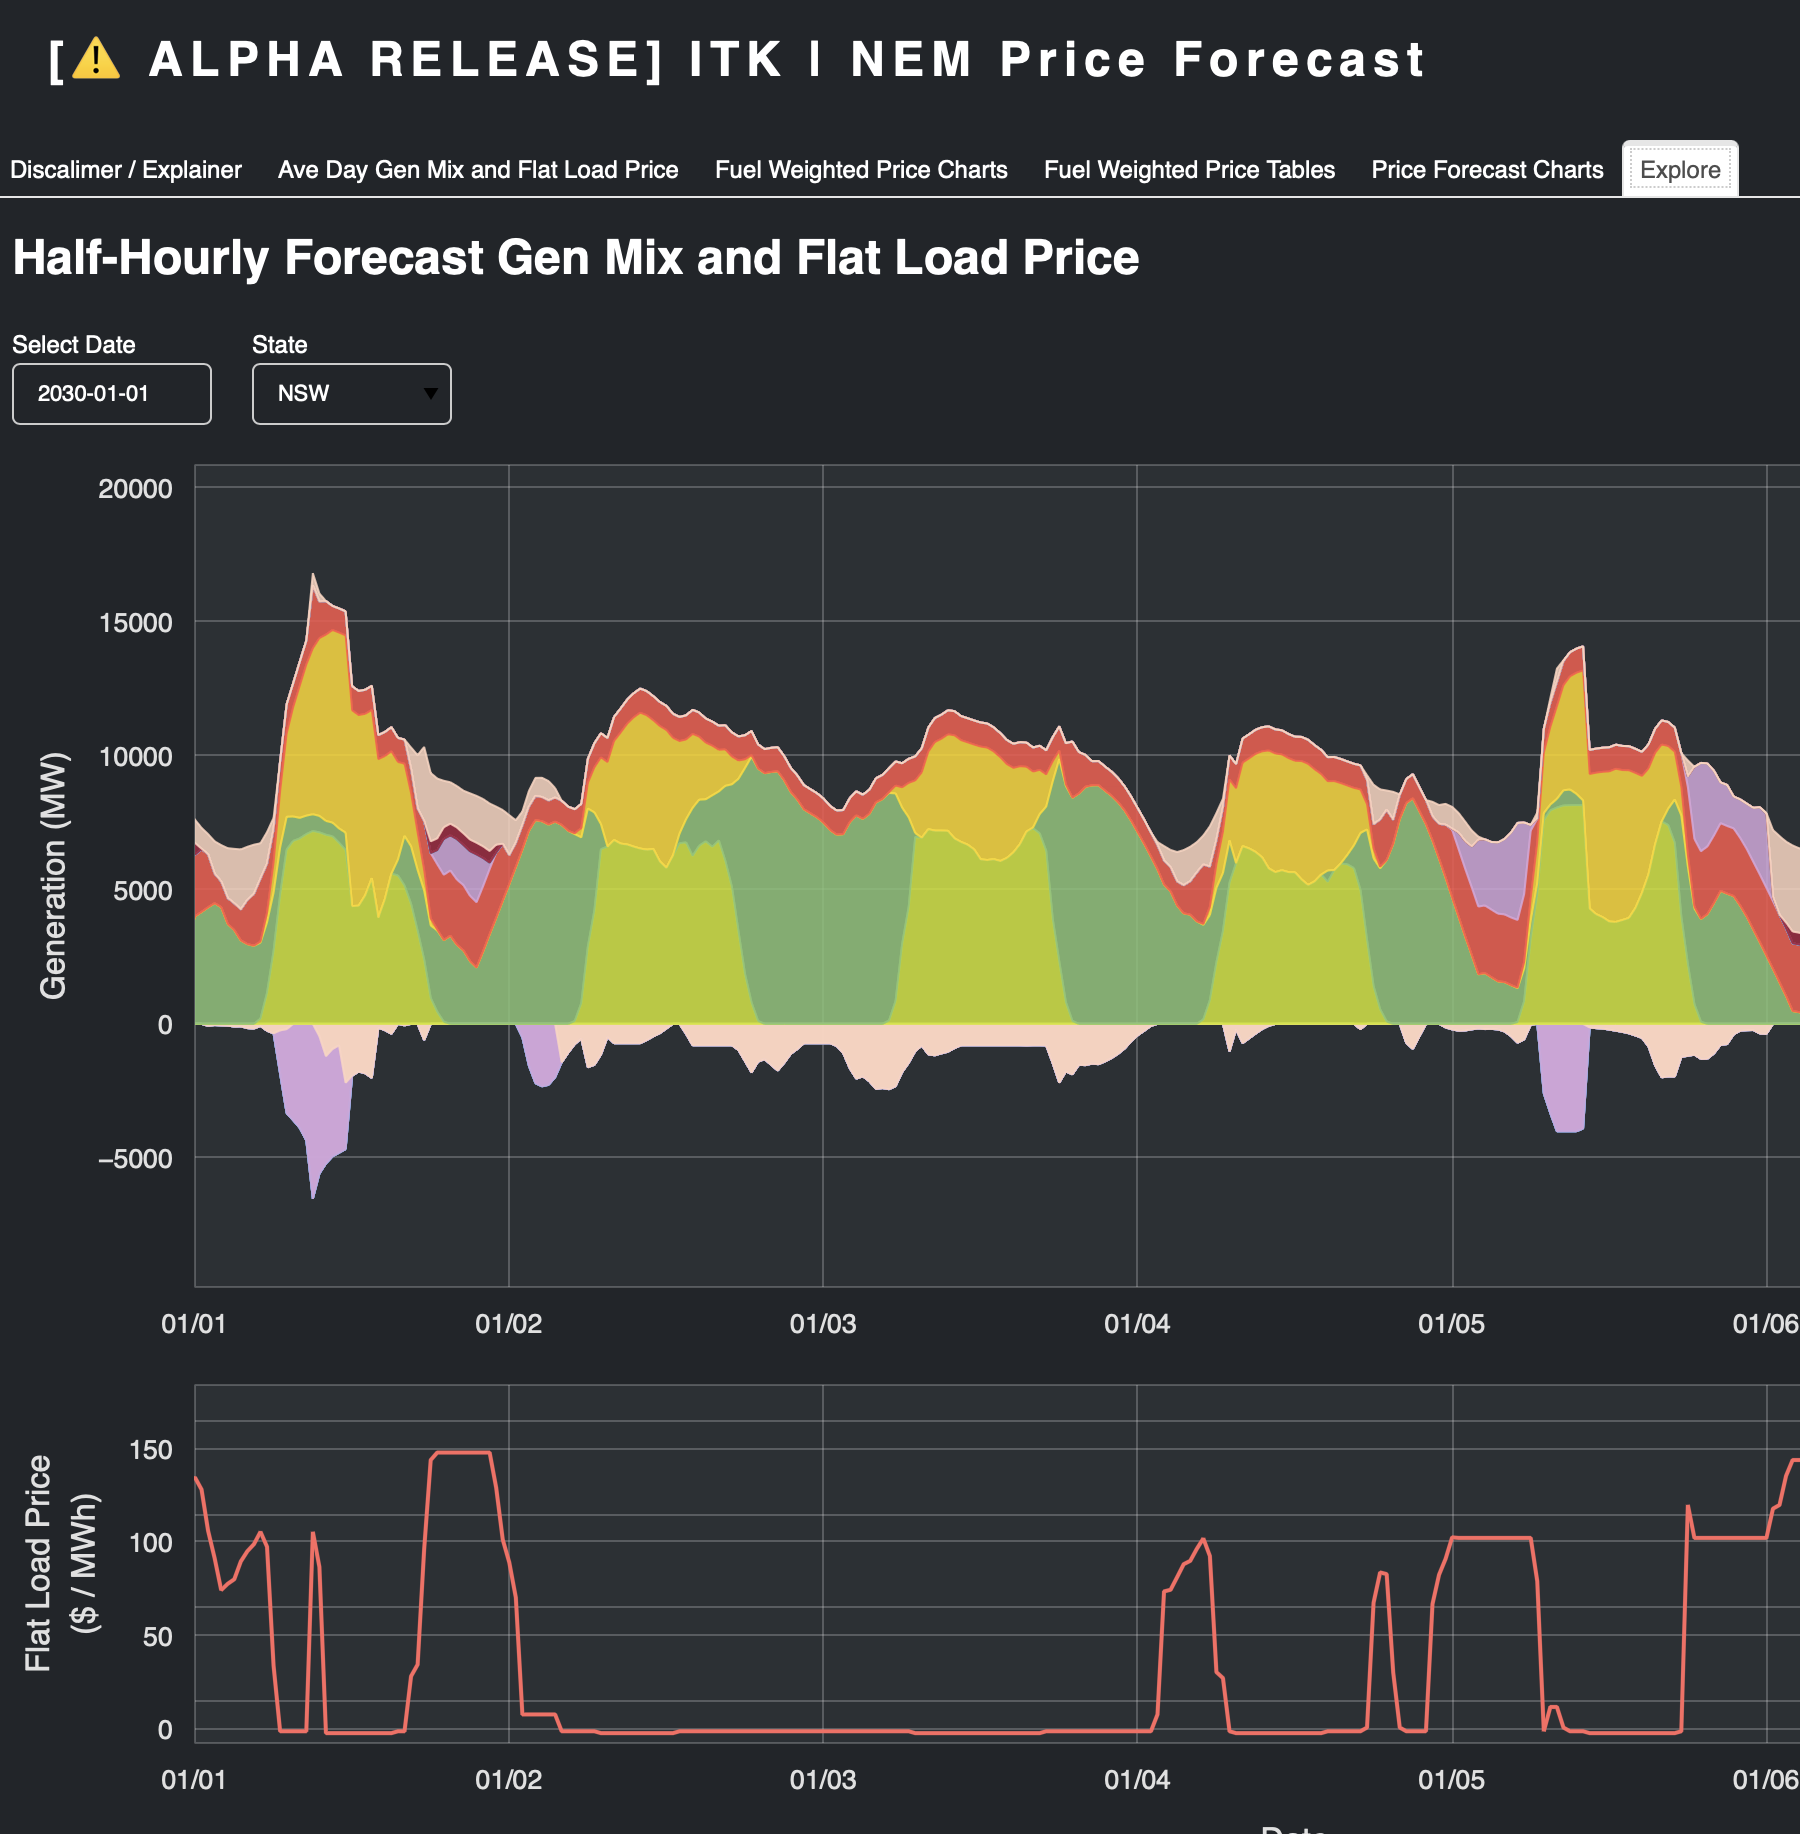 [⚠️ ALPHA RELEASE] ITK | NEM Price Forecast
Discalimer / Explainer Ave Day Gen Mix and Flat Load Price Fuel Weighted Price Charts Fuel Weighted Price Tables Price Forecast Charts Explore
Half-Hourly Forecast Gen Mix and Flat Load Price
Select Date State
2030-01-01 NSW
Generation (MW)
20000
15000
10000
5000
0
−5000
01/01 01/02 01/03 01/04 01/05 01/06
Flat Load Price
($ / MWh)
150
100
50
0
01/01 01/02 01/03 01/04 01/05 01/06